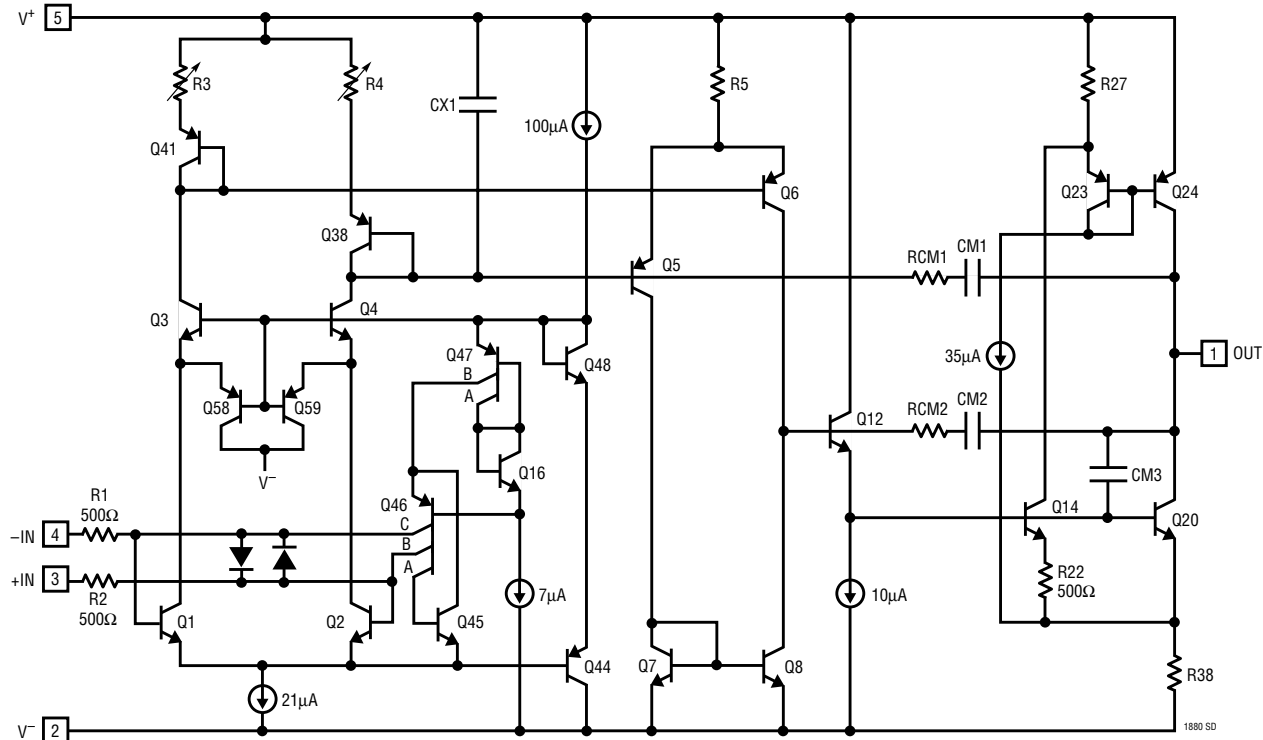 V+ 5
R3
R4
CX1
100µA
R5
R27
Q41
Q6
Q23
Q24
Q38
Q5
RCM1
CM1
Q3
Q4
Q47
B
A
Q48
35µA
1 OUT
Q58
Q59
V−
Q16
Q12
RCM2
CM2
CM3
Q46
C
B
A
Q14
Q20
R1
500Ω
−IN 4
+IN 3
R2
500Ω
Q1
Q2
Q45
7µA
10µA
R22
500Ω
Q44
Q7
Q8
R38
21µA
V− 2
1880 SD